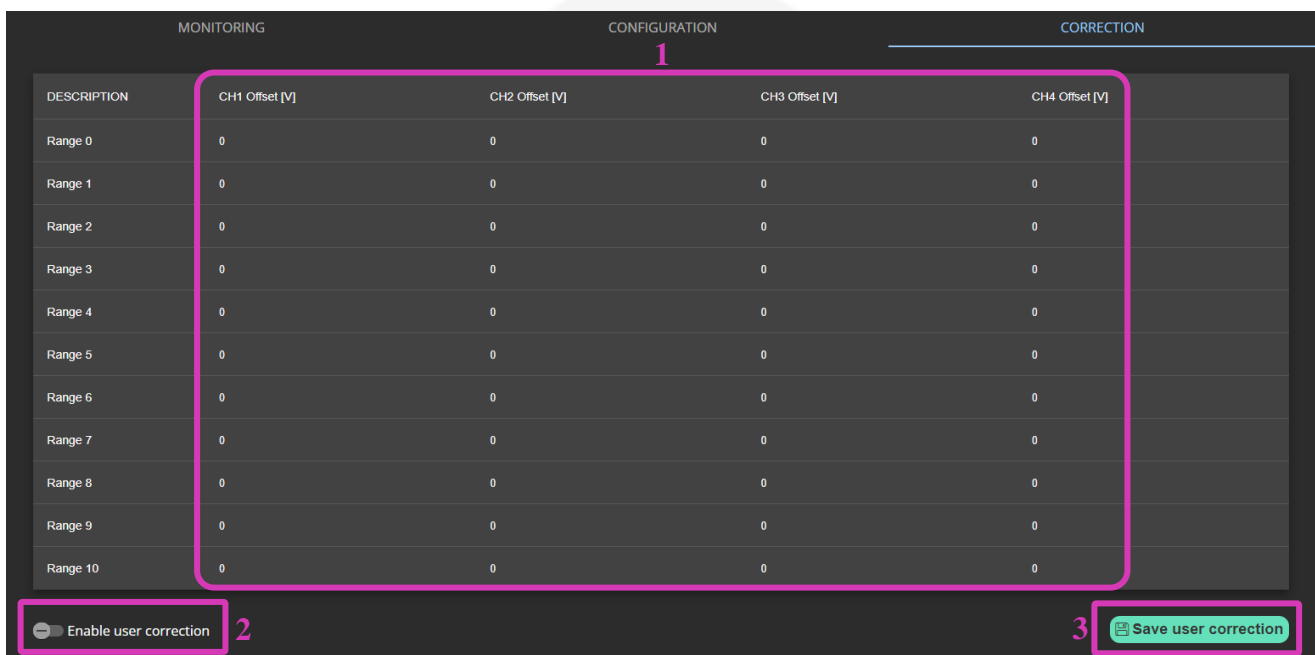 MONITORING CONFIGURATION CORRECTION
1
DESCRIPTION CH1 Offset [V] CH2 Offset [V] CH3 Offset [V] CH4 Offset [V]
Range 0 0 0 0 0
Range 1 0 0 0 0
Range 2 0 0 0 0
Range 3 0 0 0 0
Range 4 0 0 0 0
Range 5 0 0 0 0
Range 6 0 0 0 0
Range 7 0 0 0 0
Range 8 0 0 0 0
Range 9 0 0 0 0
Range 10 0 0 0 0
Enable user correction 2 3 Save user correction